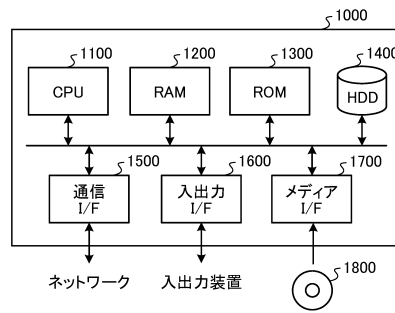 1000
1100
1200
1300
1400
CPU
RAM
ROM
HDD
1500
1600
1700
通信
I/F
入出力
I/F
メディア
I/F
ネットワーク
入出力装置
1800